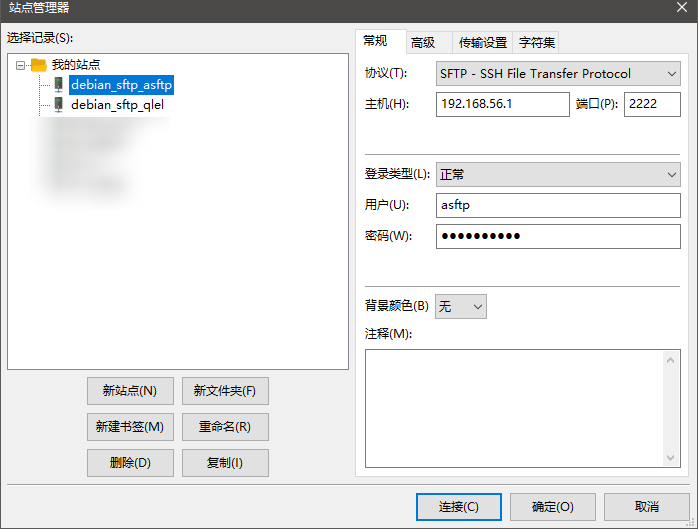 站点管理器
选择记录(S):
我的站点
debian_sftp_asftp
debian_sftp_qlel
新站点(N) 新文件夹(F)
新建书签(M) 重命名(R)
删除(D) 复制(I)
常规 高级 传输设置 字符集
协议(T): SFTP - SSH File Transfer Protocol
主机(H): 192.168.56.1 端口(P): 2222
登录类型(L): 正常
用户(U): asftp
密码(W): ●●●●●●●●●●
背景颜色(B) 无
注释(M):
连接(C) 确定(O) 取消